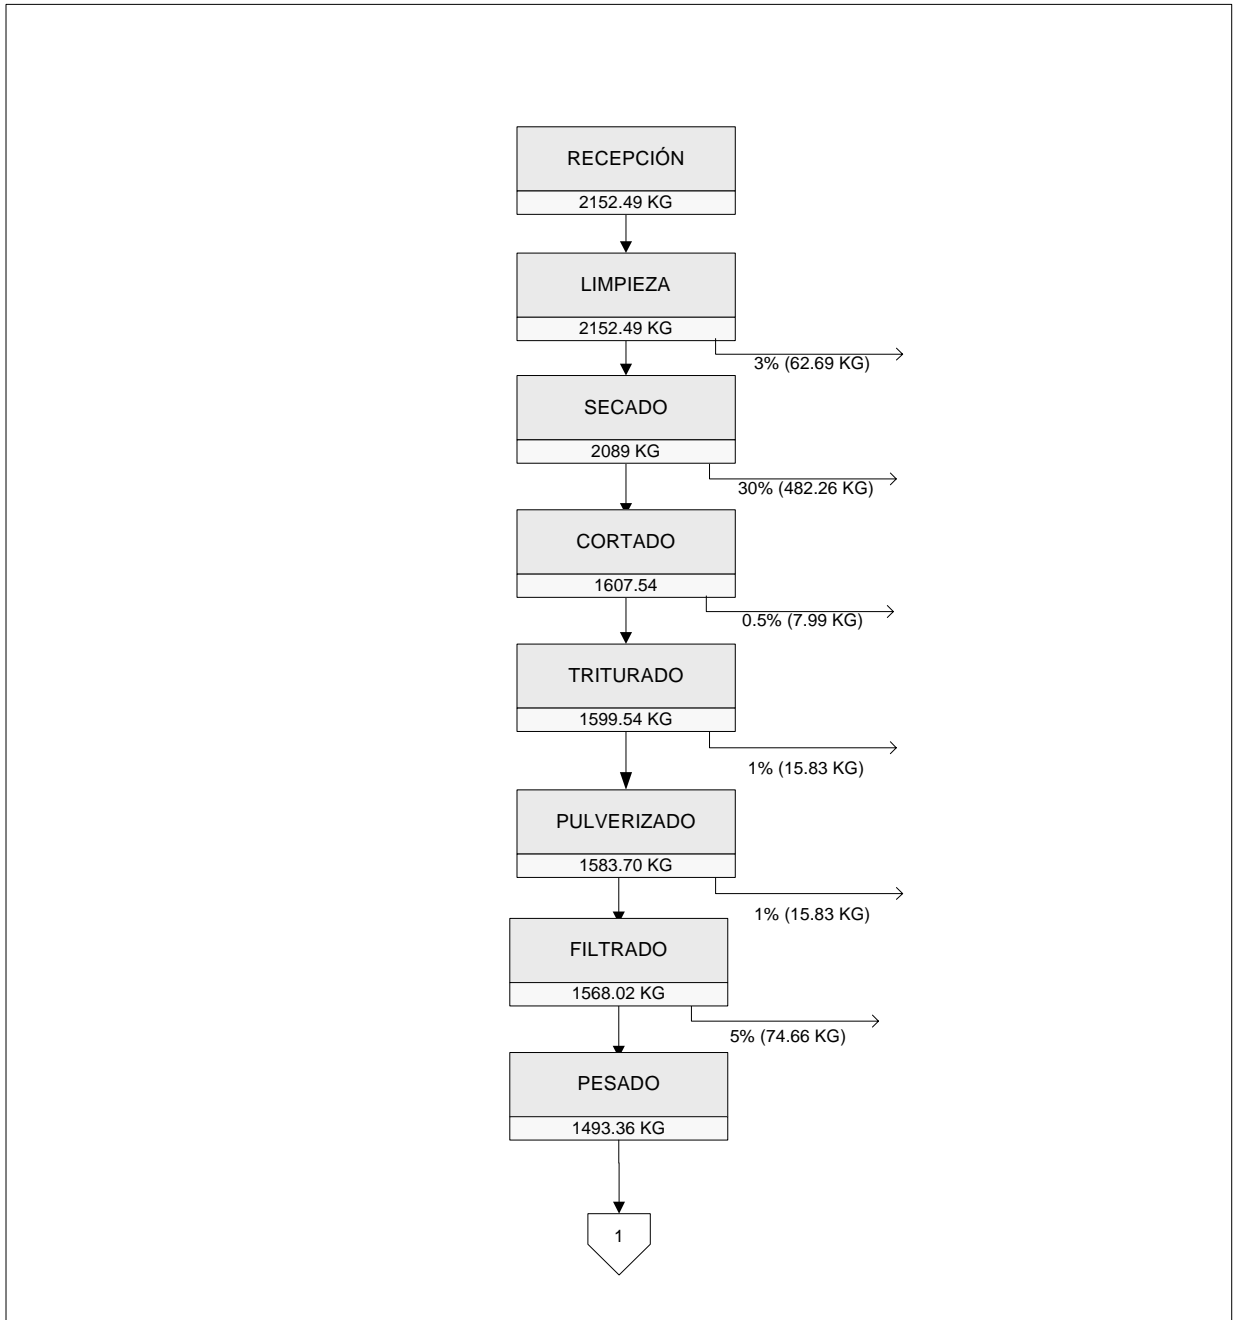 RECEPCIÓN
2152.49 KG
LIMPIEZA
2152.49 KG
3% (62.69 KG)
SECADO
2089 KG
30% (482.26 KG)
CORTADO
1607.54
0.5% (7.99 KG)
TRITURADO
1599.54 KG
1% (15.83 KG)
PULVERIZADO
1583.70 KG
1% (15.83 KG)
FILTRADO
1568.02 KG
5% (74.66 KG)
PESADO
1493.36 KG
1